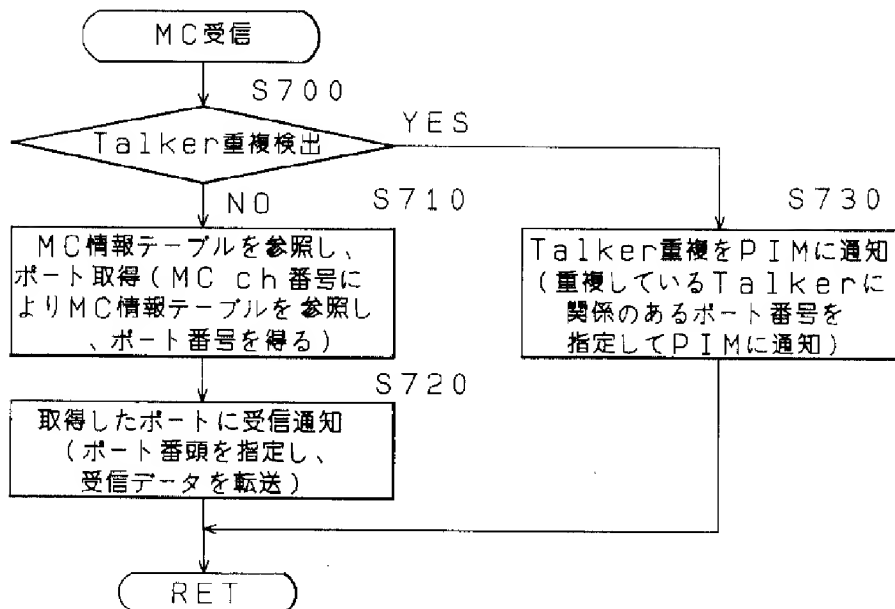 MC受信
S700
Talker重複検出
YES
NO
S710
MC情報テーブルを参照し、
ポート取得(MC ch番号に
よりMC情報テーブルを参照し
、ポート番号を得る)
S730
Talker重複をPIMに通知
(重複しているTalkerに
関係のあるポート番号を
指定してPIMに通知)
S720
取得したポートに受信通知
(ポート番頭を指定し、
受信データを転送)
RET